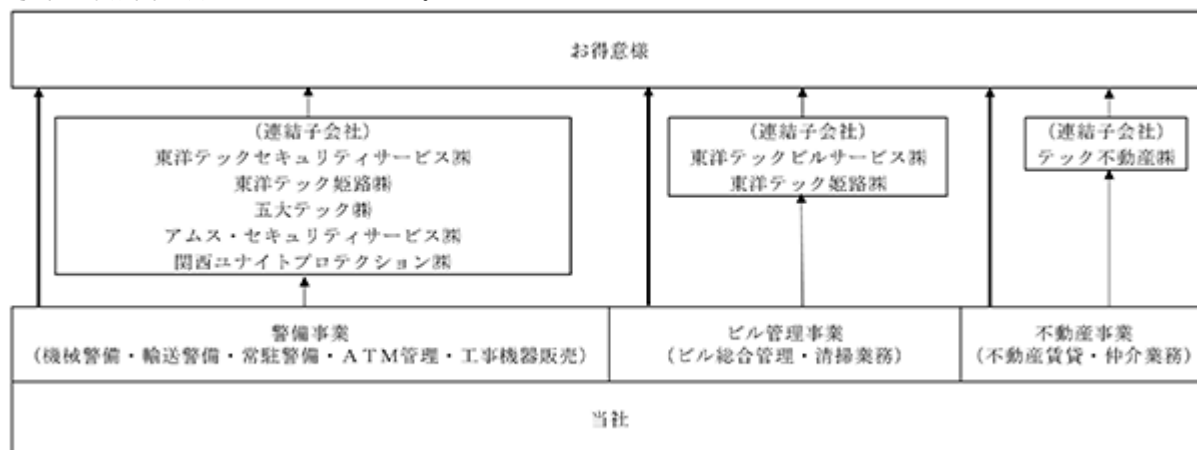 お得意様
(連結子会社)
東洋テックセキュリティサービス㈱
東洋テック姫路㈱
五大テック㈱
アムス・セキュリティサービス㈱
関西ユナイトプロテクション㈱
(連結子会社)
東洋テックビルサービス㈱
東洋テック姫路㈱
(連結子会社)
テック不動産㈱
警備事業
(機械警備・輸送警備・常駐警備・ATM管理・工事機器販売)
ビル管理事業
(ビル総合管理・清掃業務)
不動産事業
(不動産賃貸・仲介業務)
当社